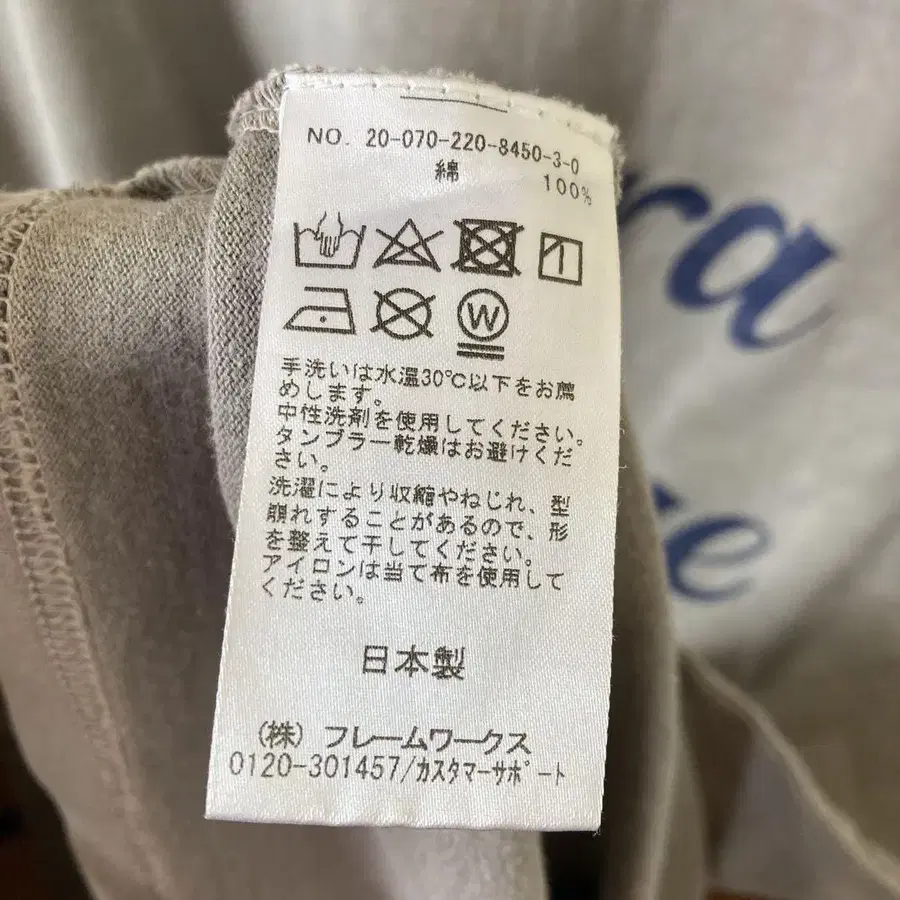 NO. 20-070-220-8450-3-0
綿 100%
W
手洗いは水温30℃以下をお薦
めします。
中性洗剤を使用してください。
タンブラー乾燥はお避けくだ
さい。
洗濯により収縮やねじれ、型
崩れすることがあるので、形
を整えて干してください。
アイロンは当て布を使用して
ください。
日本製
(株) フレームワークス
0120-301457/カスタマーサポート
ra
e